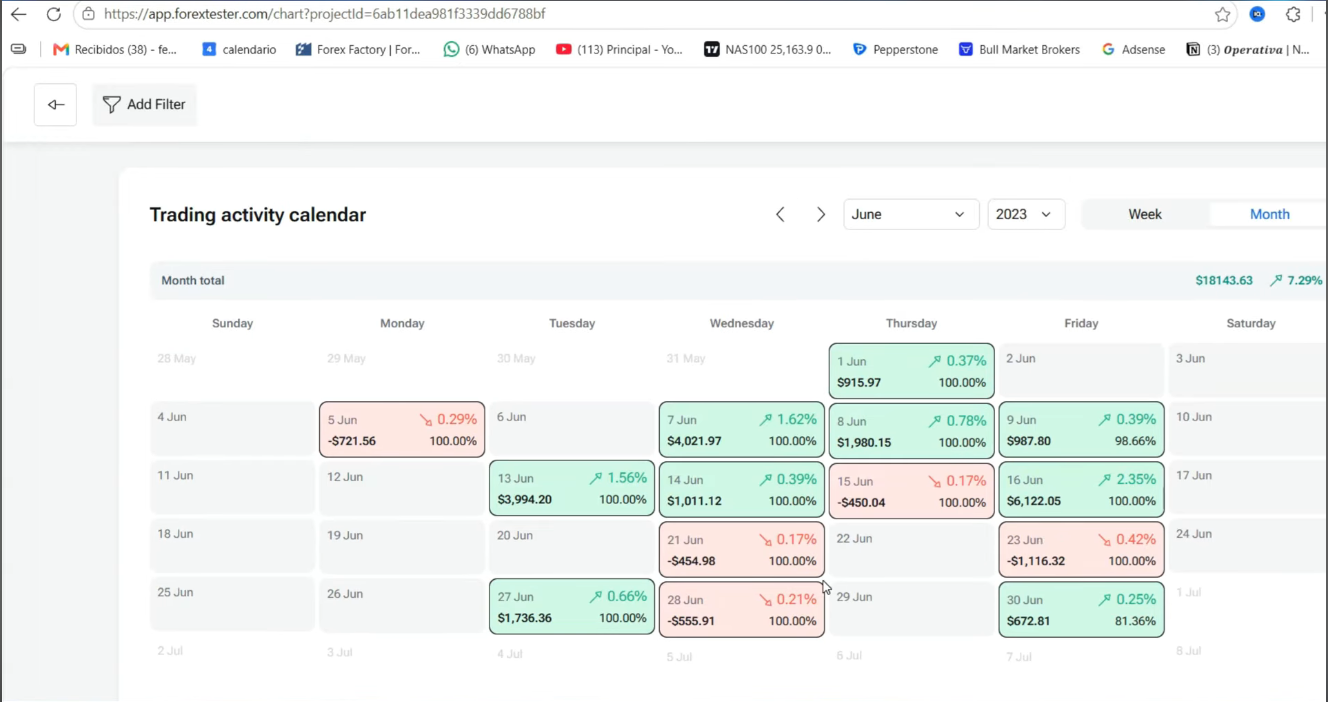 https://app.forextester.com/chart?projectId=6ab11dea981f3339dd6788bf
Recibidos (38) - fe...
4 calendario
Forex Factory | For...
(6) WhatsApp
(113) Principal - Yo...
17 NAS100 25,163.9 0...
Pepperstone
Bull Market Brokers
Adsense
(3) Operativa | N...
Add Filter
Trading activity calendar
June
2023
Week
Month
Month total
$18143.63 7.29%
Sunday Monday Tuesday Wednesday Thursday Friday Saturday
28 May
29 May
30 May
31 May
1 Jun 0.37%
$915.97 100.00%
2 Jun
3 Jun
4 Jun
5 Jun 0.29%
-$721.56 100.00%
6 Jun
7 Jun 1.62%
$4,021.97 100.00%
8 Jun 0.78%
$1,980.15 100.00%
9 Jun 0.39%
$987.80 98.66%
10 Jun
11 Jun
12 Jun
13 Jun 1.56%
$3,994.20 100.00%
14 Jun 0.39%
$1,011.12 100.00%
15 Jun 0.17%
-$450.04 100.00%
16 Jun 2.35%
$6,122.05 100.00%
17 Jun
18 Jun
19 Jun
20 Jun
21 Jun 0.17%
-$454.98 100.00%
22 Jun
23 Jun 0.42%
-$1,116.32 100.00%
24 Jun
25 Jun
26 Jun
27 Jun 0.66%
$1,736.36 100.00%
28 Jun 0.21%
-$555.91 100.00%
29 Jun
30 Jun 0.25%
$672.81 81.36%
1 Jul
2 Jul
3 Jul
4 Jul
5 Jul
6 Jul
7 Jul
8 Jul